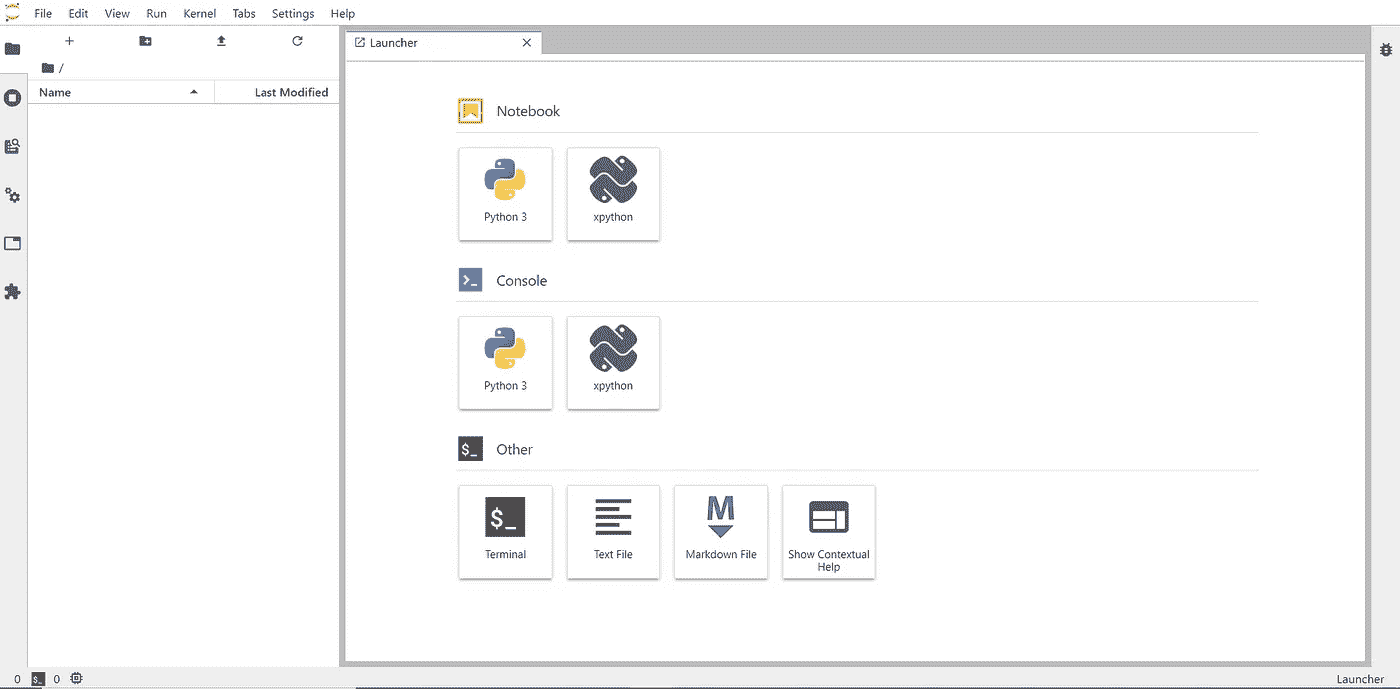 File Edit View Run Kernel Tabs Settings Help
Launcher
/
Name Last Modified
Notebook
Python 3 xpython
Console
Python 3 xpython
$_ Other
$_ M
Terminal Text File Markdown File Show Contextual
Help
0 $_ 0 Launcher